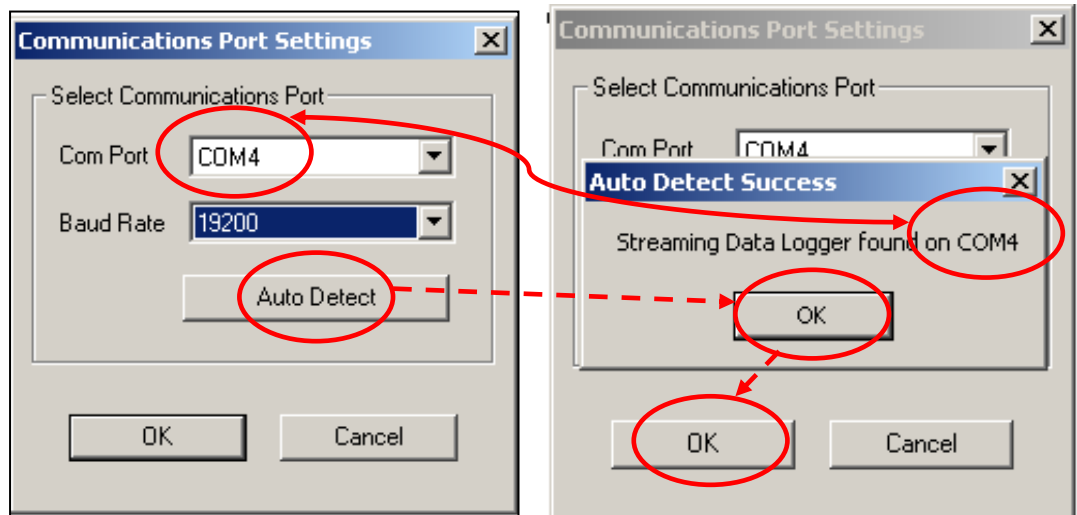 Communications Port Settings
Select Communications Port
Com Port COM4
Baud Rate 19200
Auto Detect
OK Cancel
Communications Port Settings
Select Communications Port
Com Port COM4
Auto Detect Success
Streaming Data Logger found on COM4
OK
OK Cancel